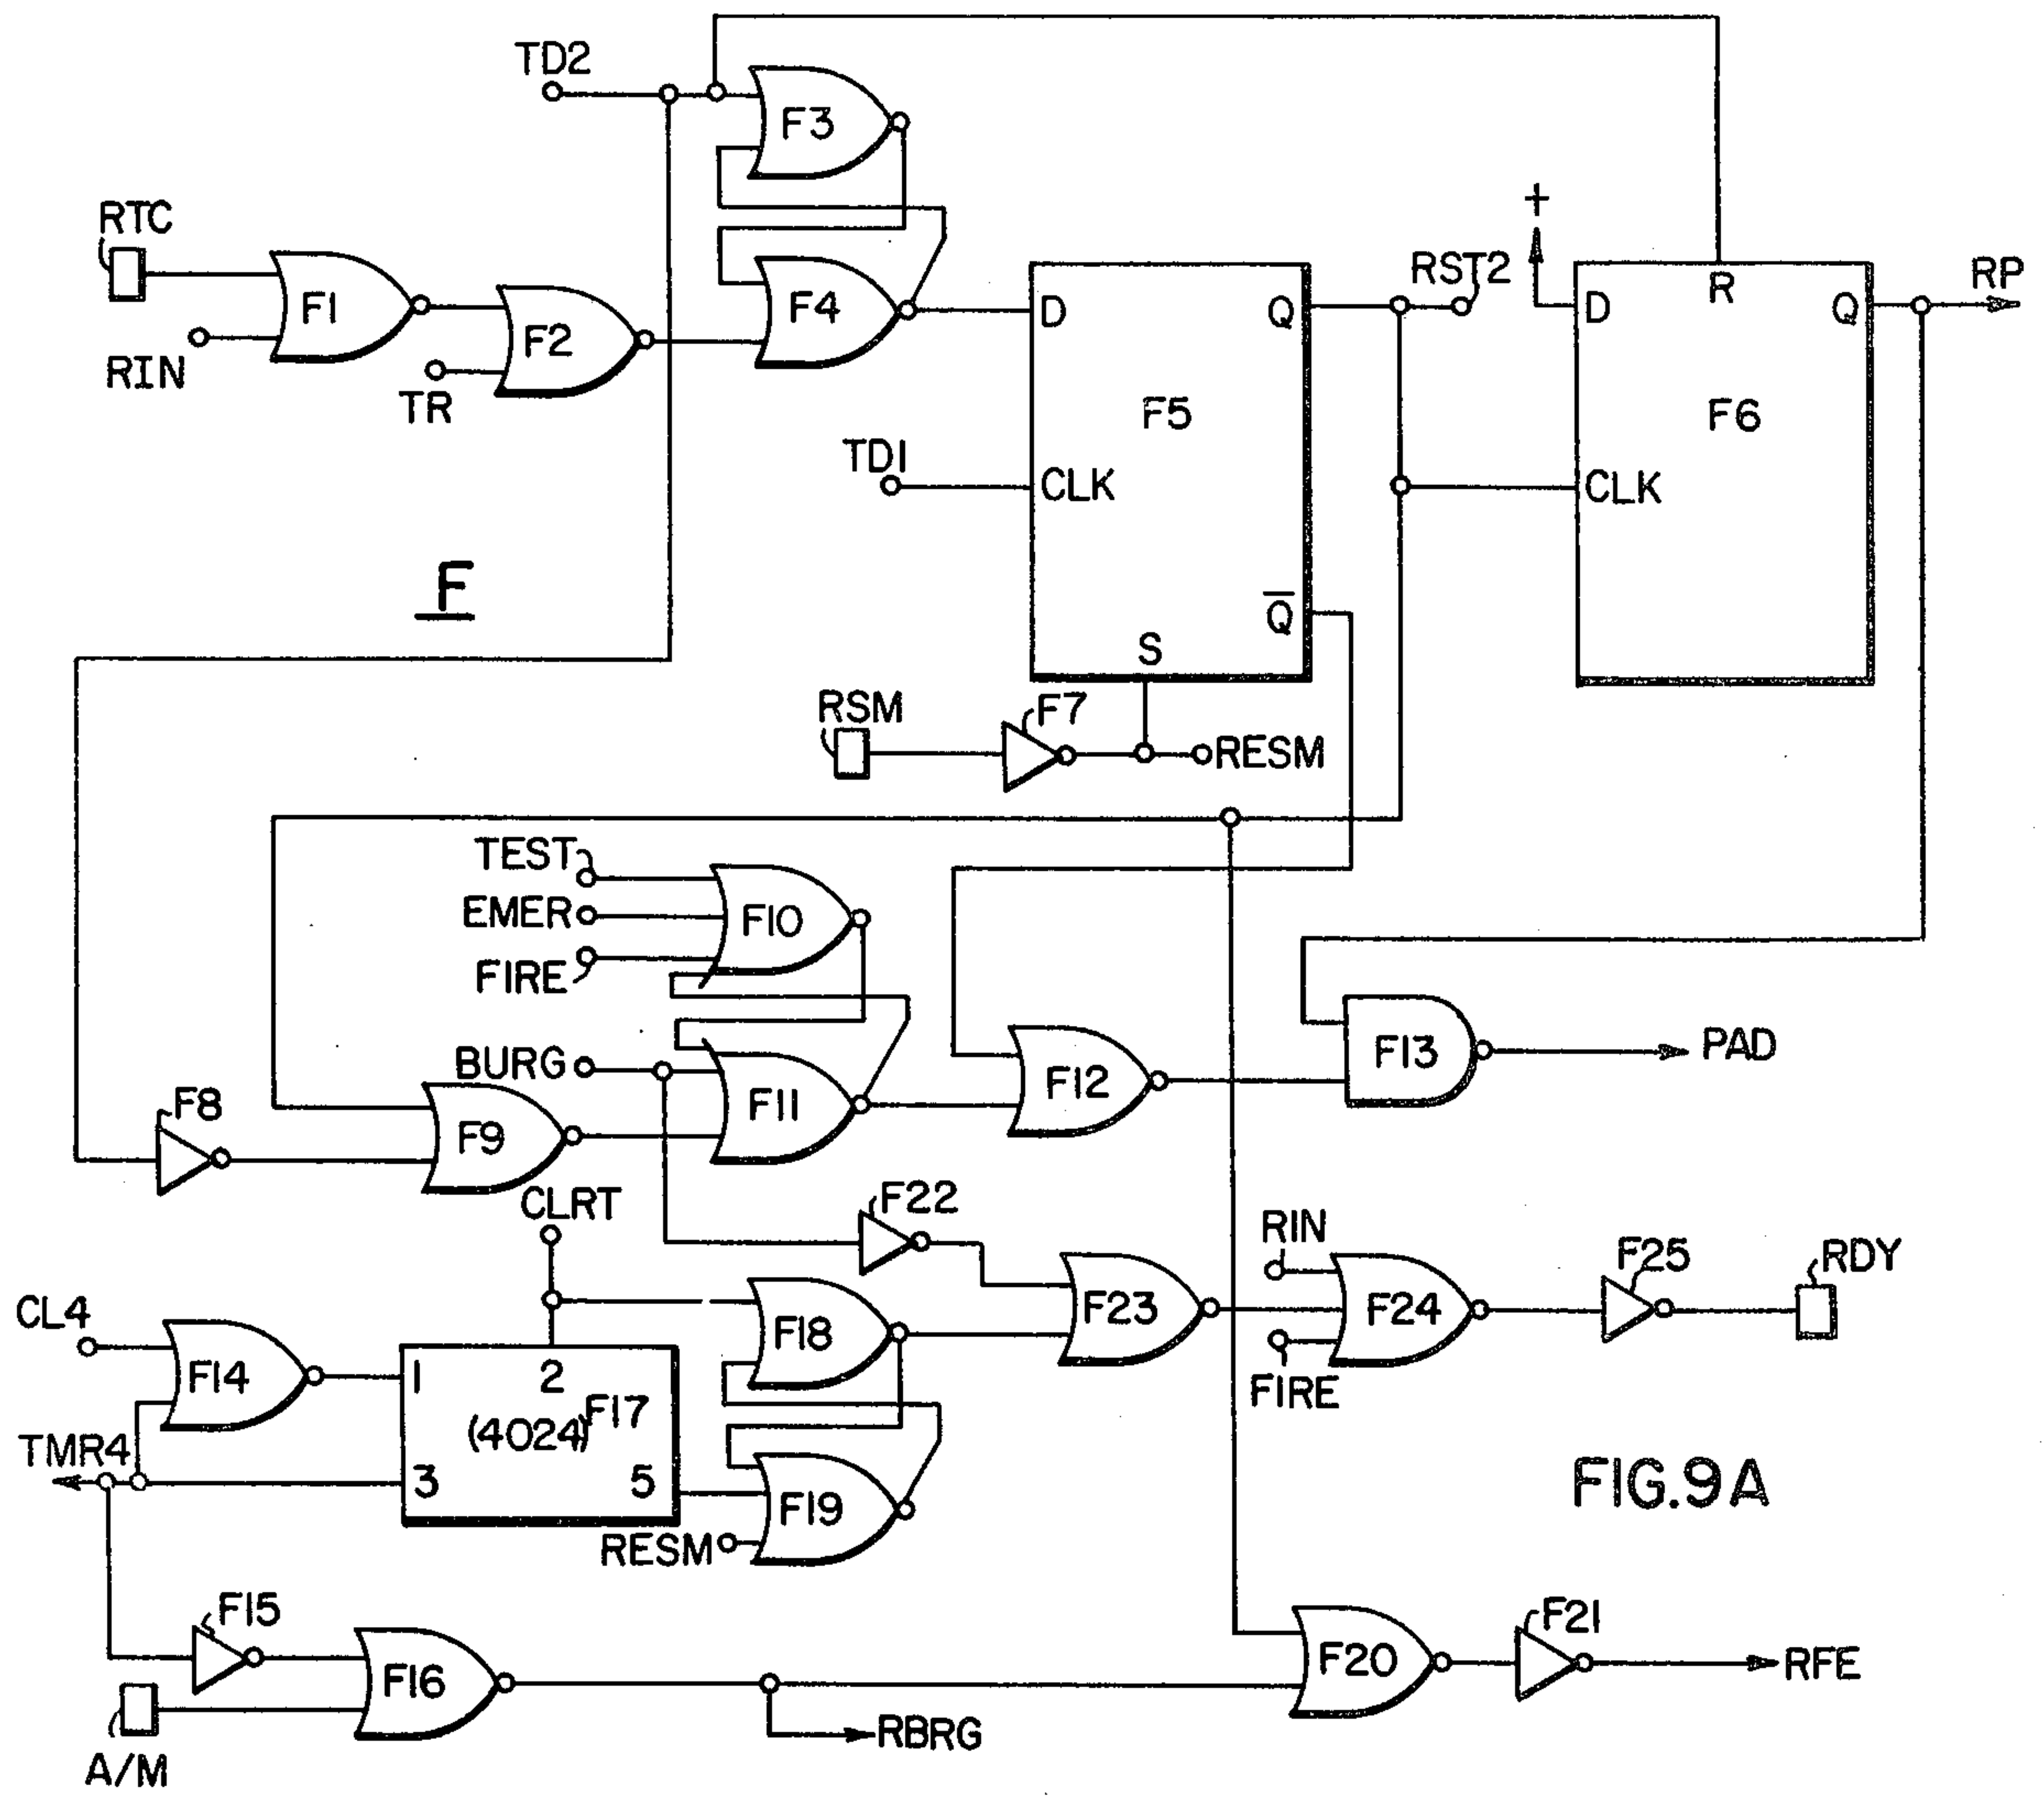 TD2
F3
RTC
F1
RIN
F2
TR
F4
D
Q
RST2
+
D
R
Q
RP
F5
F6
TD1
CLK
CLK
F
Q
S
RSM
F7
RESM
TEST
EMER
FIRE
F10
BURG
F11
F12
F13
PAD
F8
F9
CLRT
F22
RIN
F25
RDY
CL4
F14
1
2
F17
(4024)
F18
F23
F24
FIRE
TMR4
3
5
F19
RESM
FIG.9A
F15
F16
A/M
RBRG
F20
F21
RFE